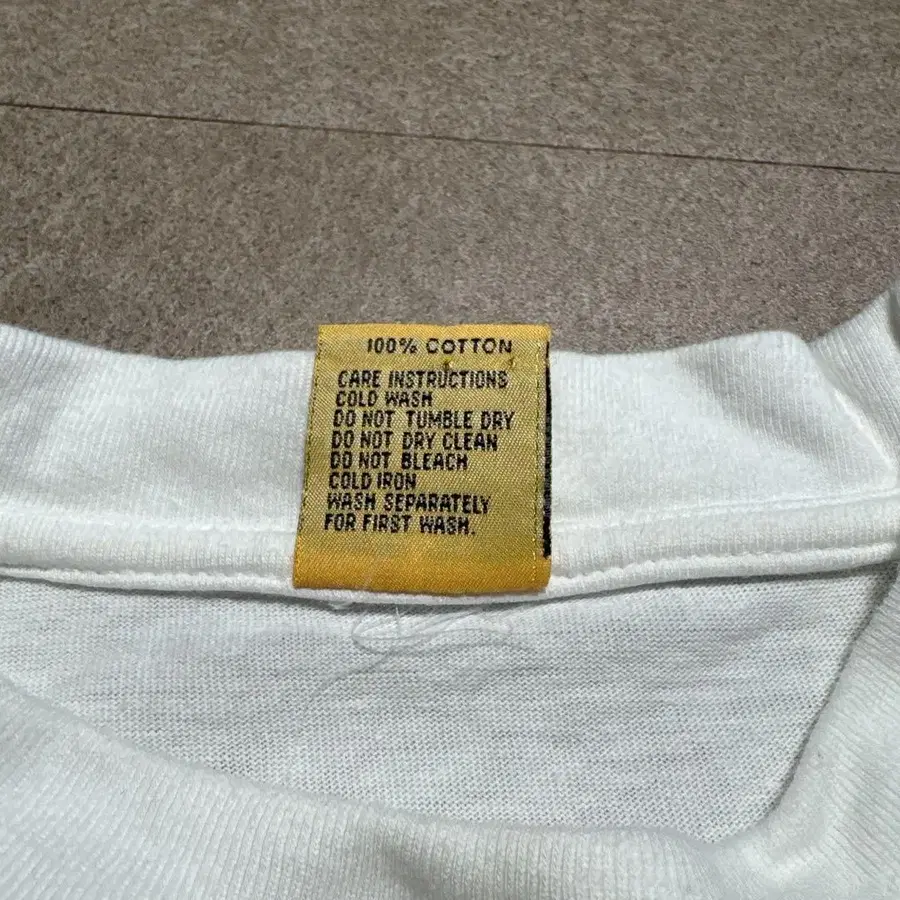 100% COTTON
CARE INSTRUCTIONS
COLD WASH
DO NOT TUMBLE DRY
DO NOT DRY CLEAN
DO NOT BLEACH
COLD IRON
WASH SEPARATELY
FOR FIRST WASH.